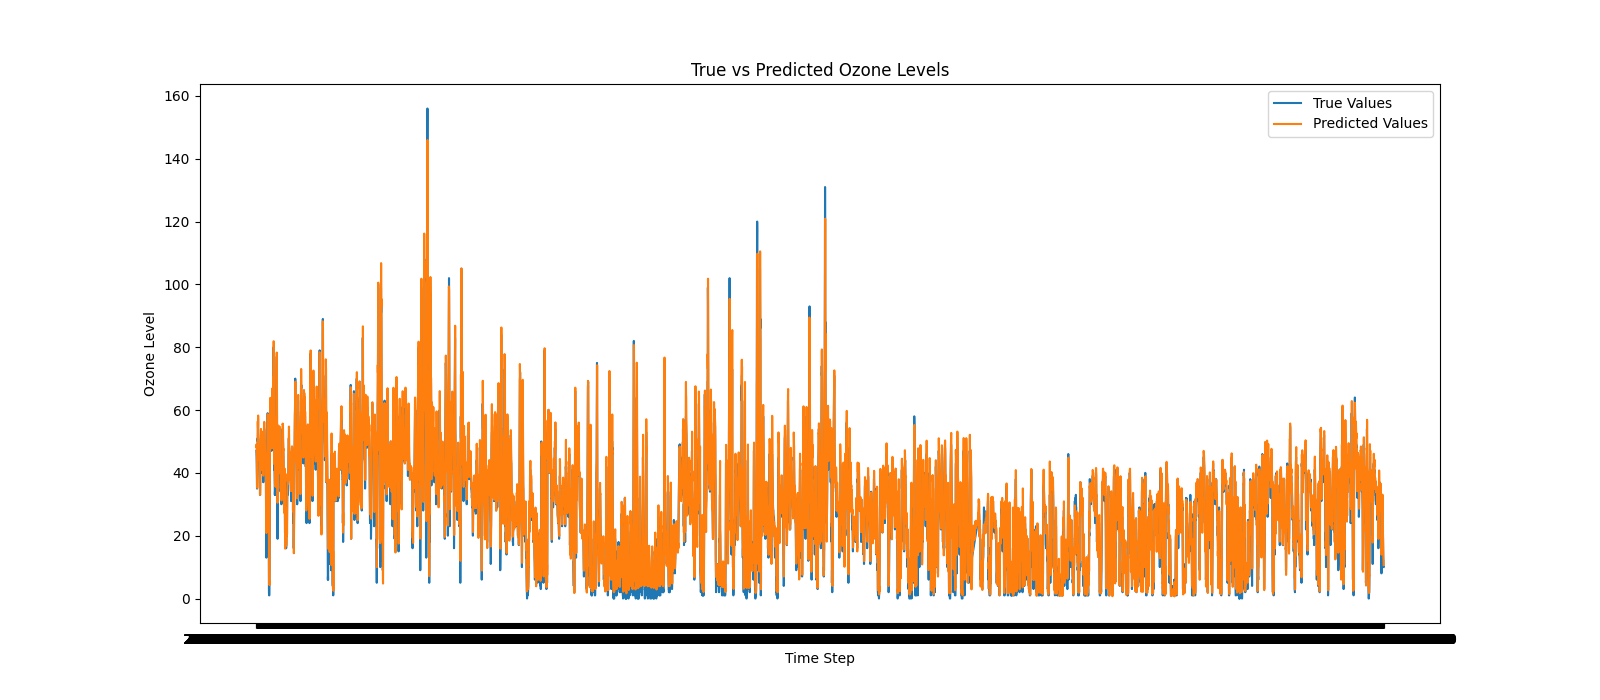 True vs Predicted Ozone Levels
True Values
Predicted Values
160
140
120
100
80
60
40
20
0
Ozone Level
Time Step